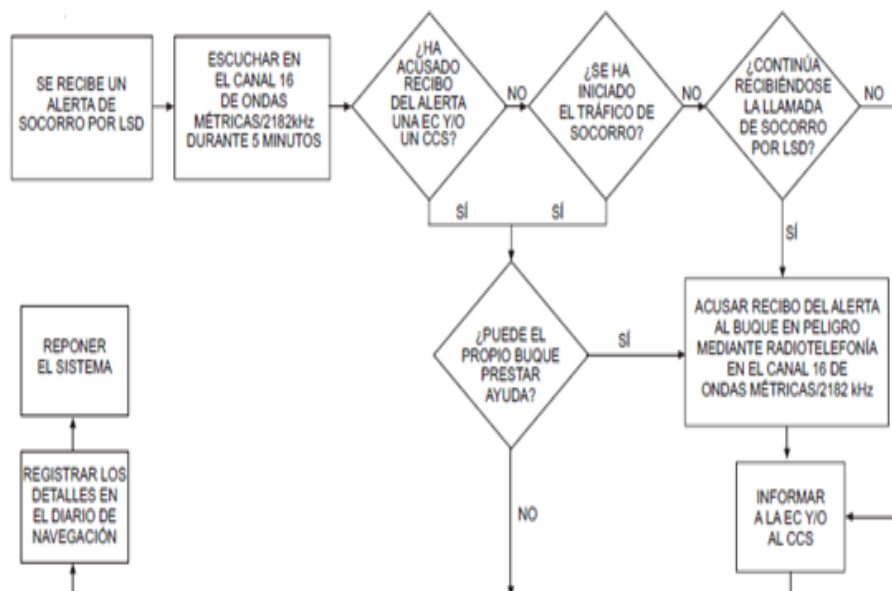 SE RECIBE UN
ALERTA DE
SOCORRO POR LSD
ESCUCHAR EN
EL CANAL 16
DE ONDAS
MÉTRICAS/2182kHz
DURANTE 5 MINUTOS
¿HA
ACUSADO
RECIBO
DEL ALERTA
UNA EC Y/O
UN CCS?
NO
¿SE HA
INICIADO
EL TRÁFICO DE
SOCORRO?
NO
¿CONTINÚA
RECIBIÉNDOSE
LA LLAMADA
DE SOCORRO
POR LSD?
NO
SÍ
SÍ
SÍ
¿PUEDE EL
PROPIO BUQUE
PRESTAR
AYUDA?
SÍ
ACUSAR RECIBO DEL ALERTA
AL BUQUE EN PELIGRO
MEDIANTE RADIOTELEFONÍA
EN EL CANAL 16 DE
ONDAS MÉTRICAS/2182 kHz
REPONER
EL SISTEMA
REGISTRAR LOS
DETALLES EN
EL DIARIO DE
NAVEGACIÓN
NO
INFORMAR
A LA EC Y/O
AL CCS